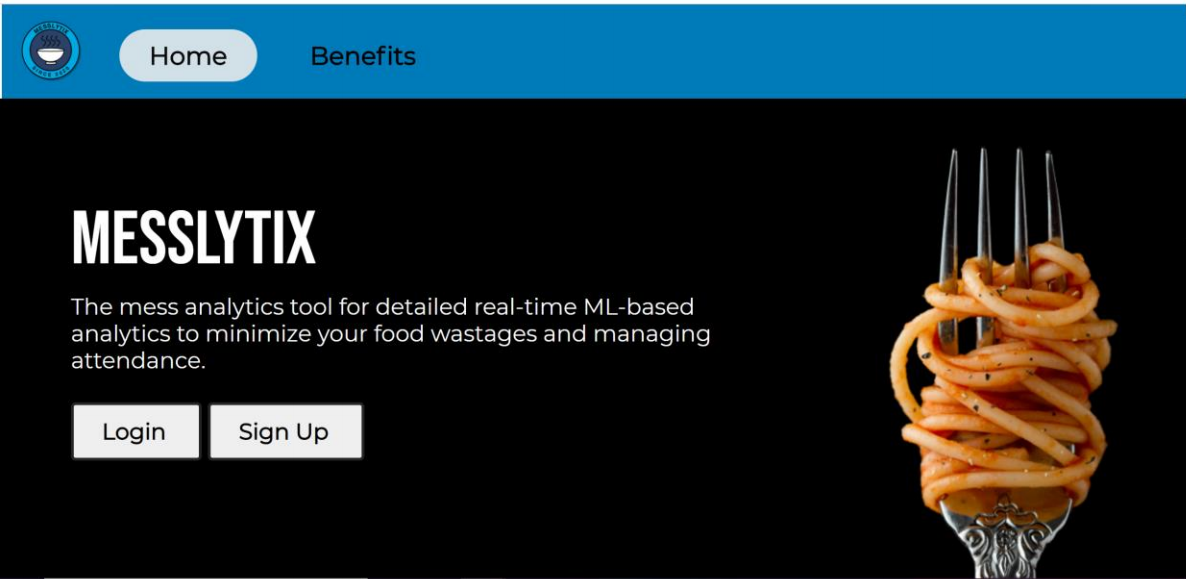 MESSLYTIX
Home
Benefits
MESSLYTIX
The mess analytics tool for detailed real-time ML-based
analytics to minimize your food wastages and managing
attendance.
Login
Sign Up